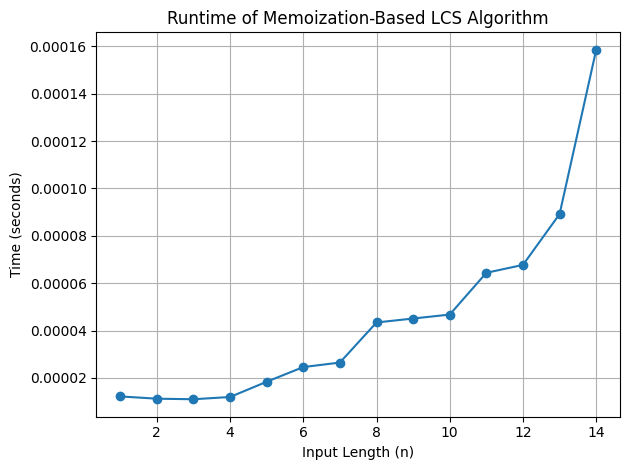 Runtime of Memoization-Based LCS Algorithm
0.00016
0.00014
0.00012
0.00010
0.00008
0.00006
0.00004
0.00002
Time (seconds)
2 4 6 8 10 12 14
Input Length (n)